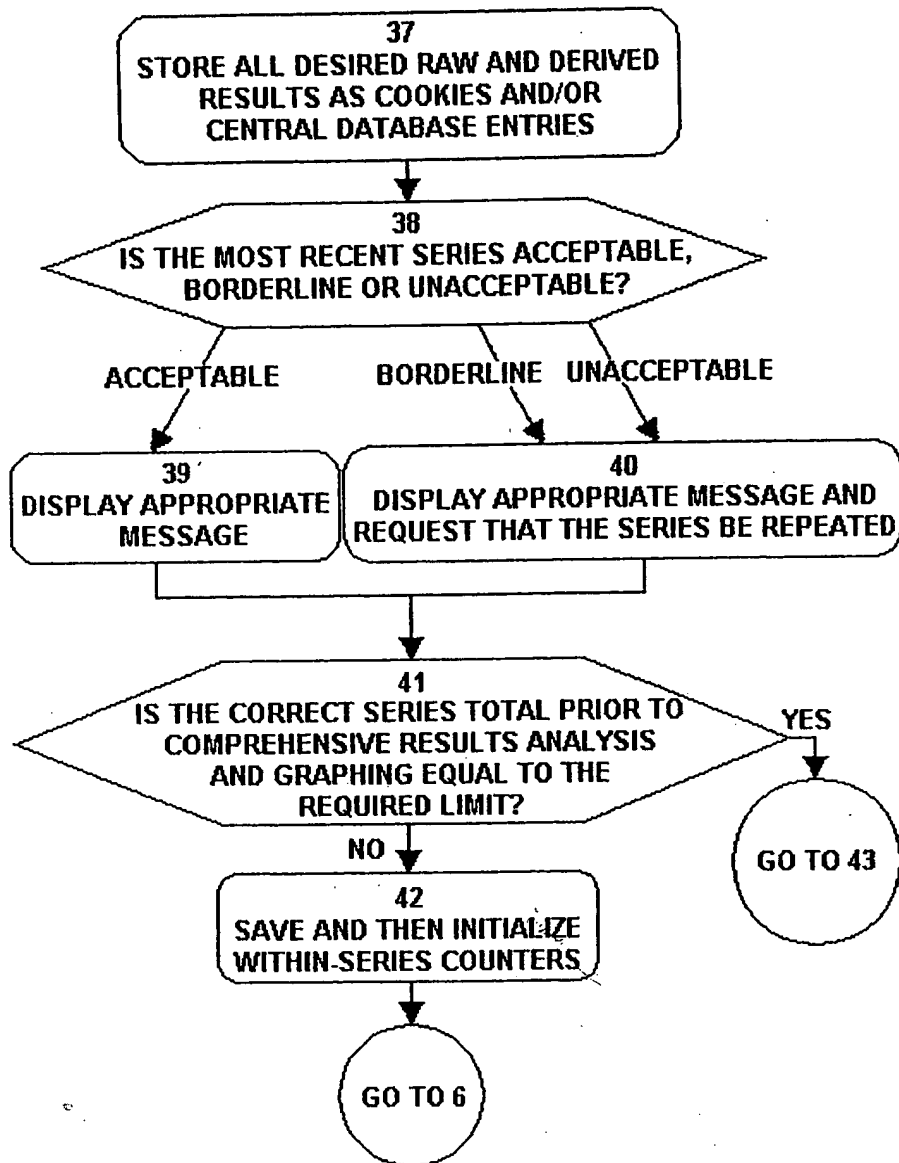 37
STORE ALL DESIRED RAW AND DERIVED
RESULTS AS COOKIES AND/OR
CENTRAL DATABASE ENTRIES
38
IS THE MOST RECENT SERIES ACCEPTABLE,
BORDERLINE OR UNACCEPTABLE?
ACCEPTABLE
BORDERLINE
UNACCEPTABLE
39
DISPLAY APPROPRIATE
MESSAGE
40
DISPLAY APPROPRIATE MESSAGE AND
REQUEST THAT THE SERIES BE REPEATED
41
IS THE CORRECT SERIES TOTAL PRIOR TO
COMPREHENSIVE RESULTS ANALYSIS
AND GRAPHING EQUAL TO THE
REQUIRED LIMIT?
YES
GO TO 43
NO
42
SAVE AND THEN INITIALIZE
WITHIN-SERIES COUNTERS
GO TO 6